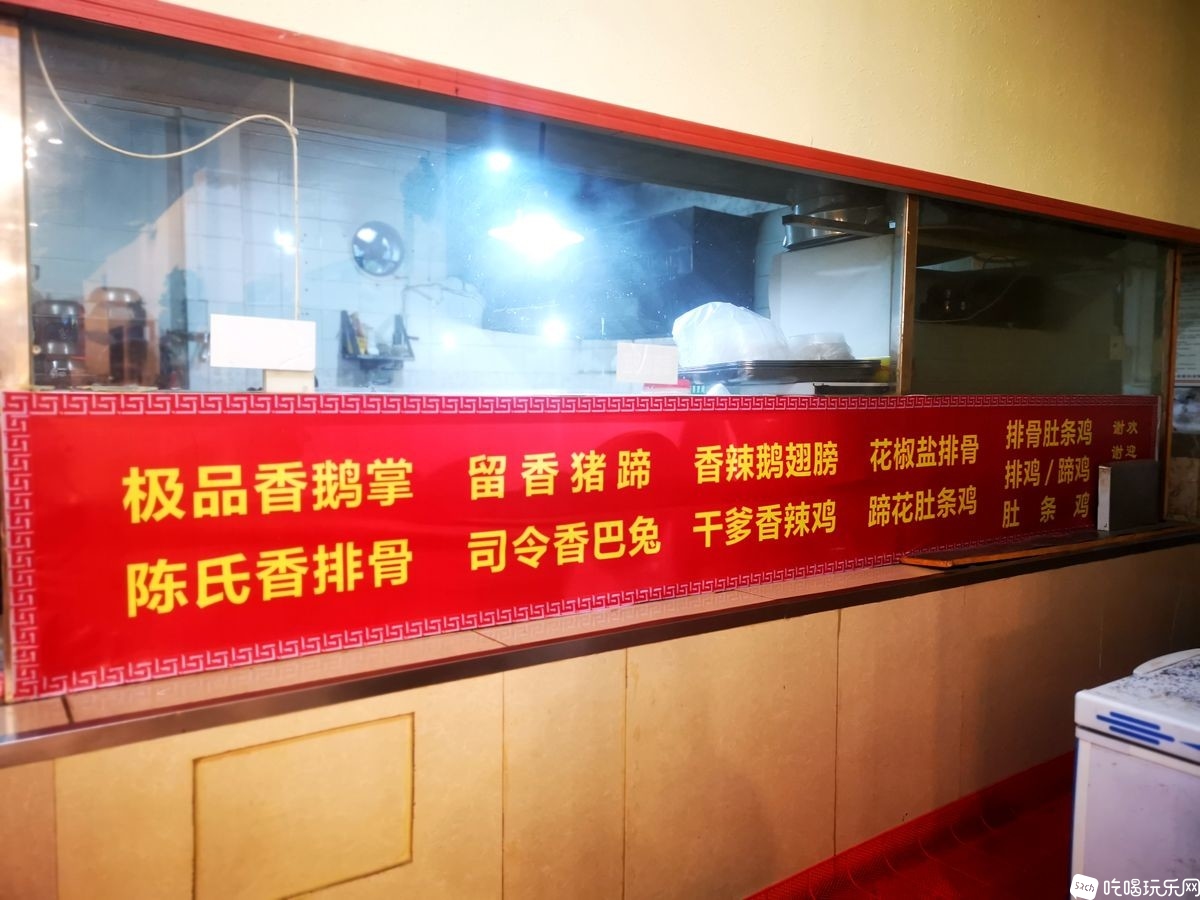 极品香鹅掌
陈氏香排骨
留香猪蹄
司令香巴兔
香辣鹅翅膀
干爹香辣鸡
花椒盐排骨
蹄花肚条鸡
排骨肚条鸡
排鸡/蹄鸡
肚条鸡
谢欢
谢迎
52ch 吃喝玩乐网